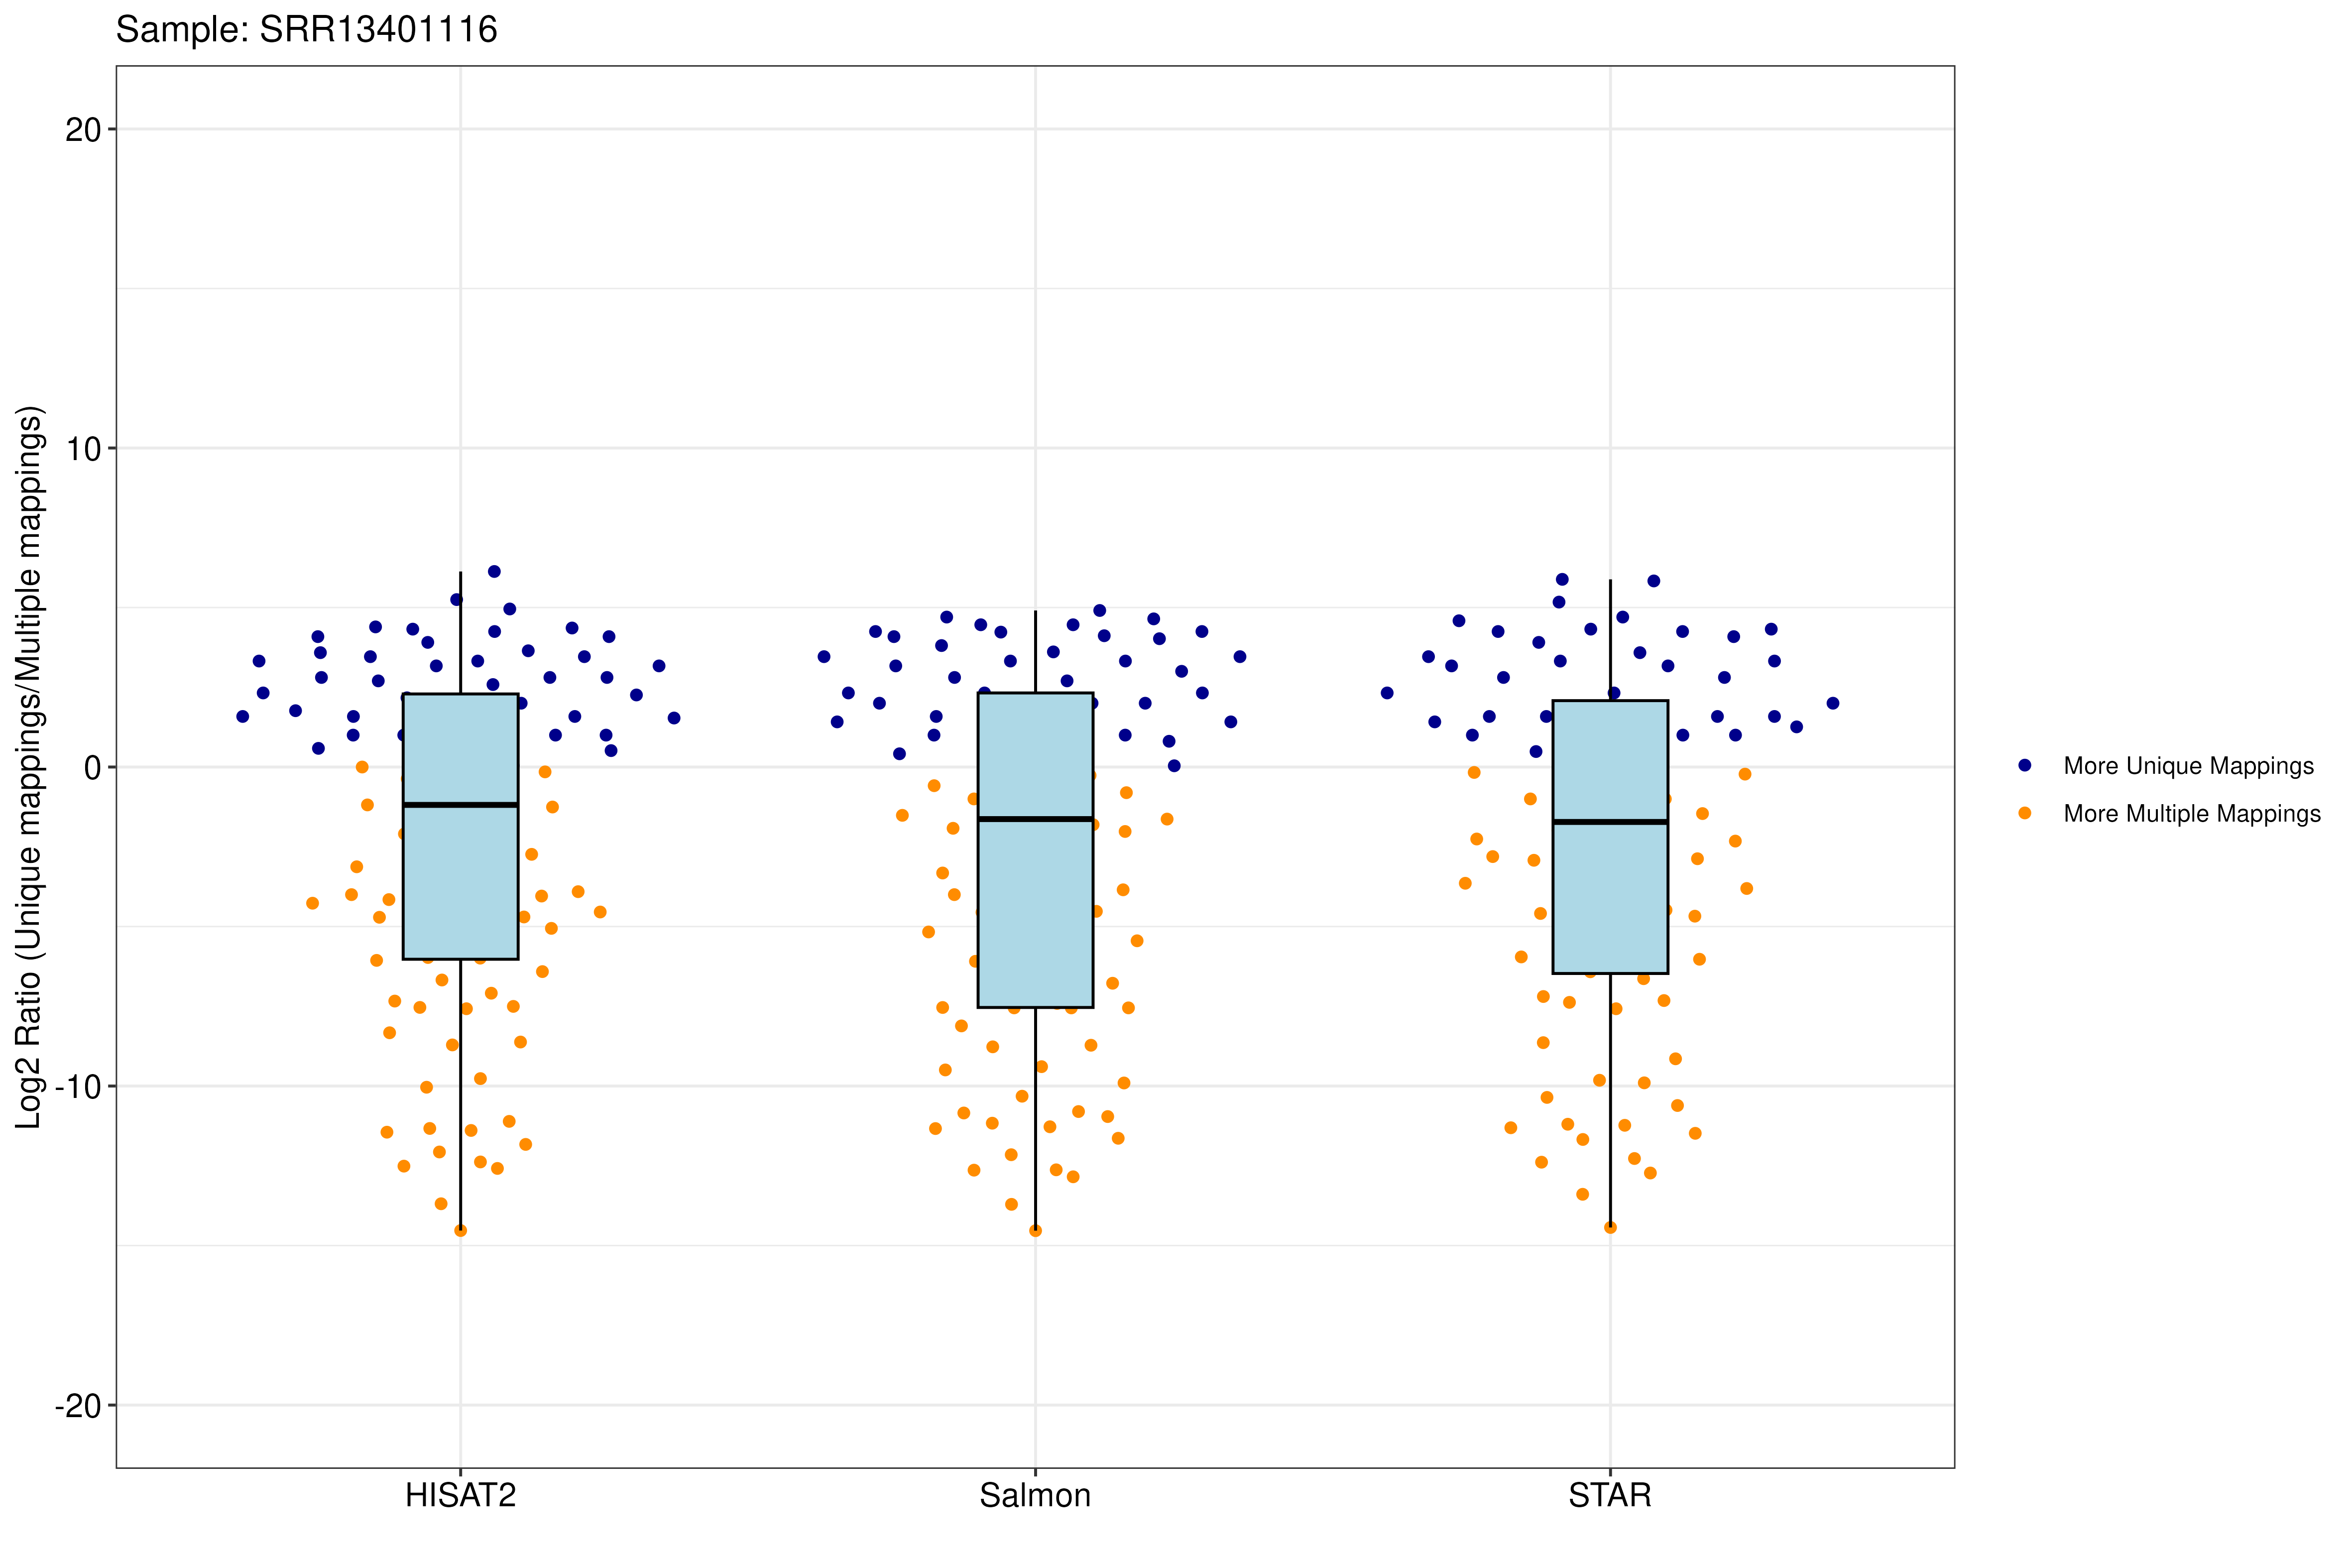 Sample: SRR13401116
Log2 Ratio (Unique mappings/Multiple mappings)
20
10
0
-10
-20
HISAT2
Salmon
STAR
More Unique Mappings
More Multiple Mappings